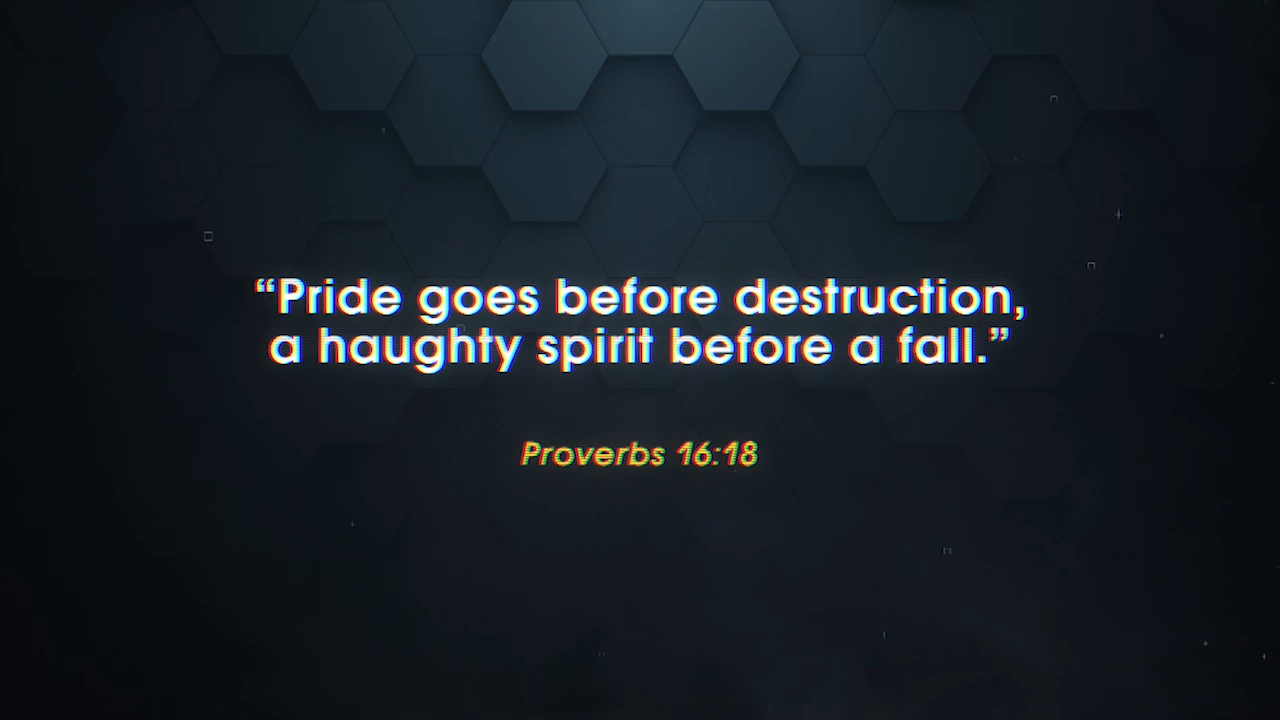 “Pride goes before destruction,
a haughty spirit before a fall.”
Proverbs 16:18